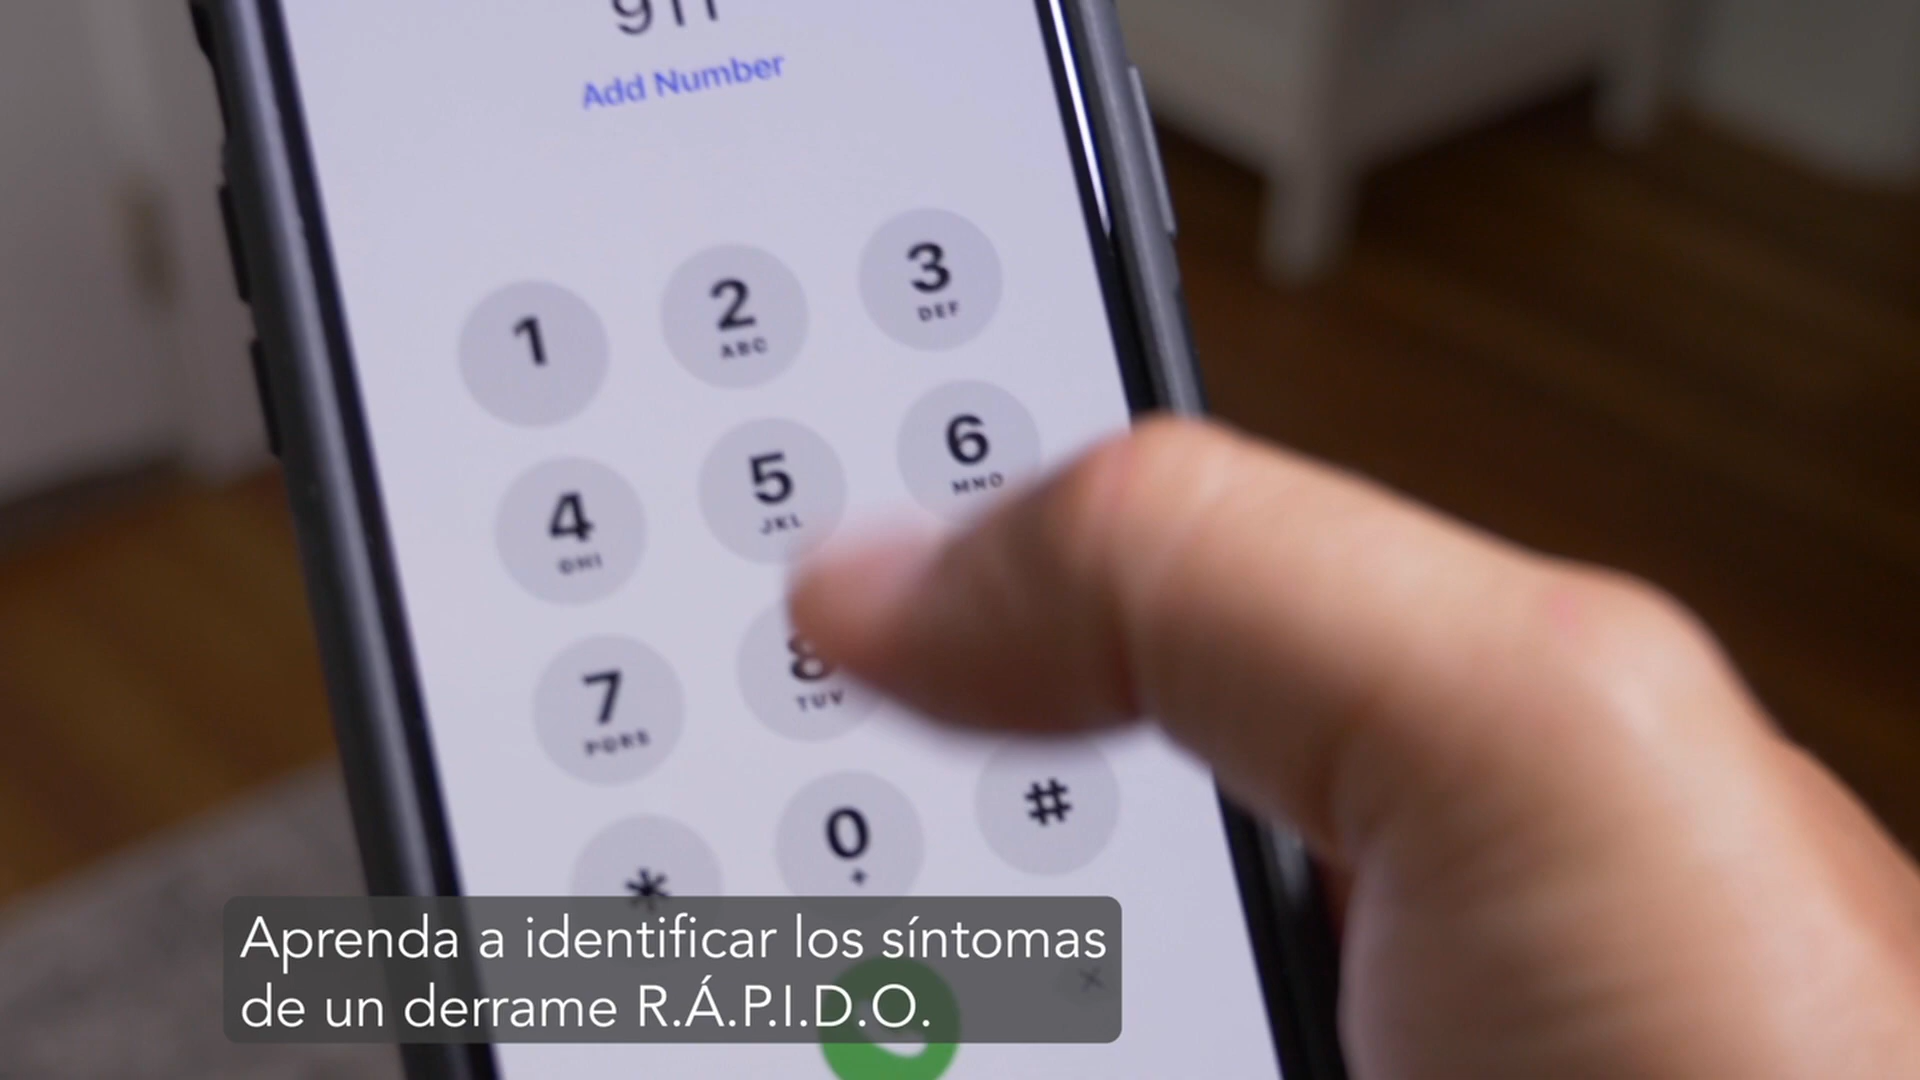 911
Add Number
1
2
ABC
3
DEF
4
GHI
5
JKL
6
MNO
7
PQRS
8
TUV
*
0
+
#
Aprenda a identificar los síntomas
de un derrame R.Á.P.I.D.O.